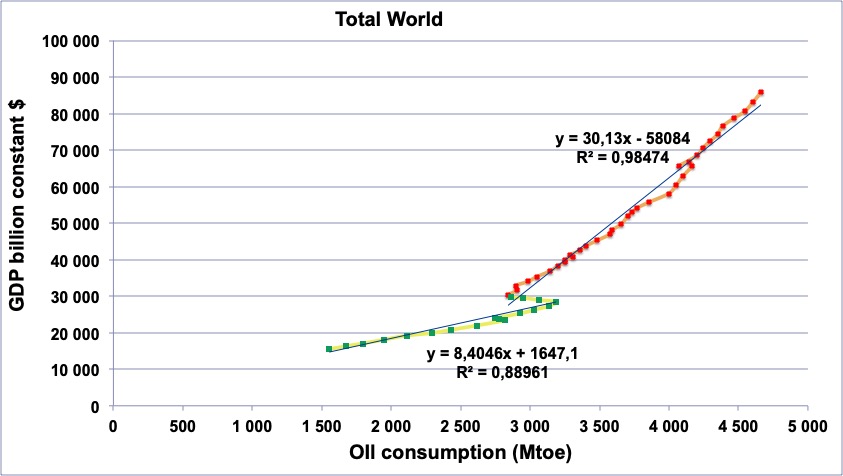 Total World
GDP billion constant $
100 000
90 000
80 000
70 000
60 000
50 000
40 000
30 000
20 000
10 000
0
y = 30,13x - 58084
R² = 0,98474
y = 8,4046x + 1647,1
R² = 0,88961
0 500 1 000 1 500 2 000 2 500 3 000 3 500 4 000 4 500 5 000
OIl consumption (Mtoe)